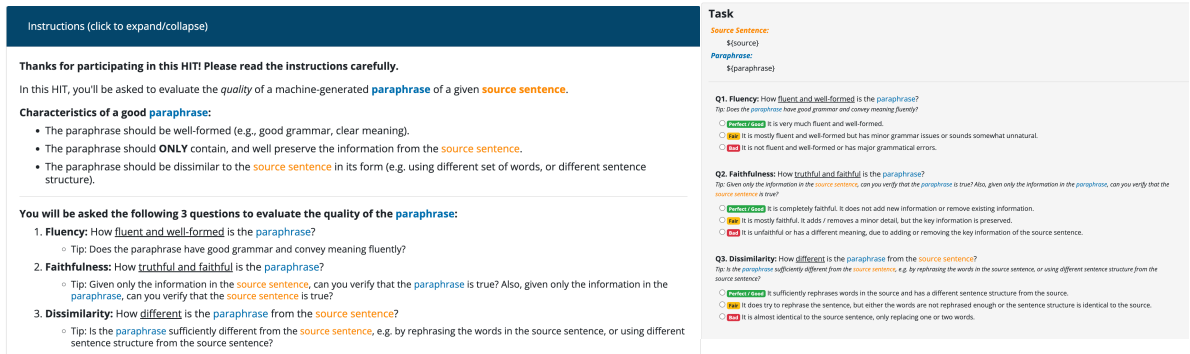 Instructions (click to expand/collapse)
Thanks for participating in this HIT! Please read the instructions carefully.
In this HIT, you'll be asked to evaluate the quality of a machine-generated paraphrase of a given source sentence.
Characteristics of a good paraphrase:
• The paraphrase should be well-formed (e.g., good grammar, clear meaning).
• The paraphrase should ONLY contain, and well preserve the information from the source sentence.
• The paraphrase should be dissimilar to the source sentence in its form (e.g. using different set of words, or different sentence
structure).
You will be asked the following 3 questions to evaluate the quality of the paraphrase:
1. Fluency: How fluent and well-formed is the paraphrase?
◦ Tip: Does the paraphrase have good grammar and convey meaning fluently?
2. Faithfulness: How truthful and faithful is the paraphrase?
◦ Tip: Given only the information in the source sentence, can you verify that the paraphrase is true? Also, given only the information in the
paraphrase, can you verify that the source sentence is true?
3. Dissimilarity: How different is the paraphrase from the source sentence?
◦ Tip: Is the paraphrase sufficiently different from the source sentence, e.g. by rephrasing the words in the source sentence, or using different
sentence structure from the source sentence?
Task
Source Sentence:
${source}
Paraphrase:
${paraphrase}
Q1. Fluency: How fluent and well-formed is the paraphrase?
Tip: Does the paraphrase have good grammar and convey meaning fluently?
Perfect / Good It is very much fluent and well-formed.
Fair It is mostly fluent and well-formed but has minor grammar issues or sounds somewhat unnatural.
Bad It is not fluent and well-formed or has major grammatical errors.
Q2. Faithfulness: How truthful and faithful is the paraphrase?
Tip: Given only the information in the source sentence, can you verify that the paraphrase is true? Also, given only the information in the paraphrase, can you verify that the
source sentence is true?
Perfect / Good It is completely faithful. It does not add new information or remove existing information.
Fair It is mostly faithful. It adds / removes a minor detail, but the key information is preserved.
Bad It is unfaithful or has a different meaning, due to adding or removing the key information of the source sentence.
Q3. Dissimilarity: How different is the paraphrase from the source sentence?
Tip: Is the paraphrase sufficiently different from the source sentence, e.g. by rephrasing the words in the source sentence, or using different sentence structure from the
source sentence?
Perfect / Good It sufficiently rephrases words in the source and has a different sentence structure from the source.
Fair It does try to rephrase the sentence, but either the words are not rephrased enough or the sentence structure is identical to the source.
Bad It is almost identical to the source sentence, only replacing one or two words.